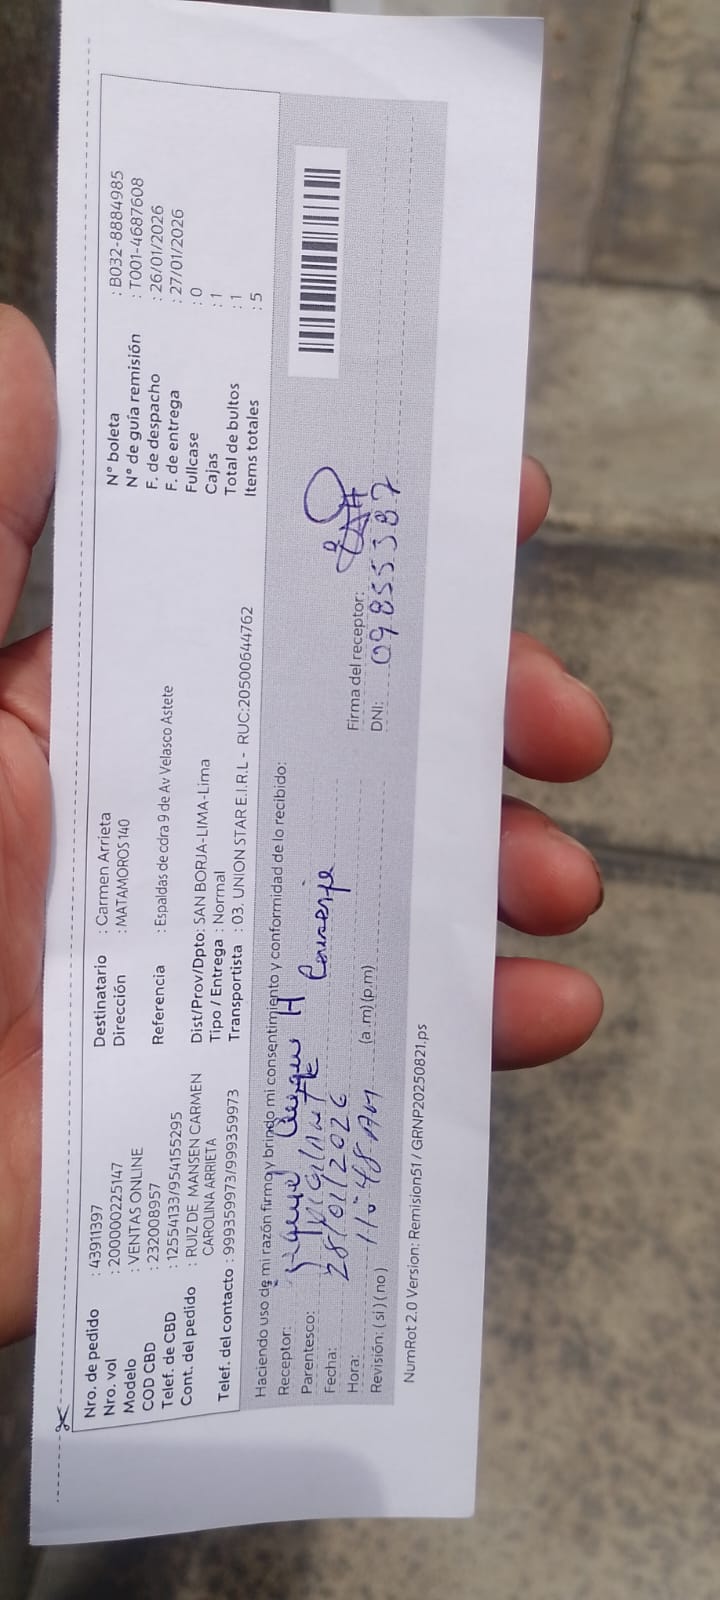 Nro. de pedido : 43911397
Nro. vol : 200000225147
Modelo : VENTAS ONLINE
COD CBD : 232008957
Telef. de CBD : 12554133/954155295
Cont. del pedido : RUIZ DE MANSEN CARMEN
CAROLINA ARRIETA
Telef. del contacto : 999359973/999359973
Destinatario : Carmen Arrieta
Dirección : MATAMOROS 140
Referencia : Espaldas de cdra 9 de Av Velasco Astete
Dist/Prov/Dpto: SAN BORJA-LIMA-Lima
Tipo / Entrega : Normal
Transportista : 03. UNION STAR E.I.R.L - RUC:20500644762
N° boleta : B032-8884985
N° de guía remisión : T001-4687608
F. de despacho : 26/01/2026
F. de entrega : 27/01/2026
Fullcase : 0
Cajas : 1
Total de bultos : 1
Items totales : 5
Haciendo uso de mi razón firmo y brindo mi consentimiento y conformidad de lo recibido:
Receptor: H
Parentesco: Vigilante
Fecha: 28/01/2026
Hora: 11:48 AM (a.m)(p.m)
Revisión: (si)(no)
Firma del receptor:
DNI: 09855387
NumRot 2.0 Version: Remision51 / GRNP20250821.ps